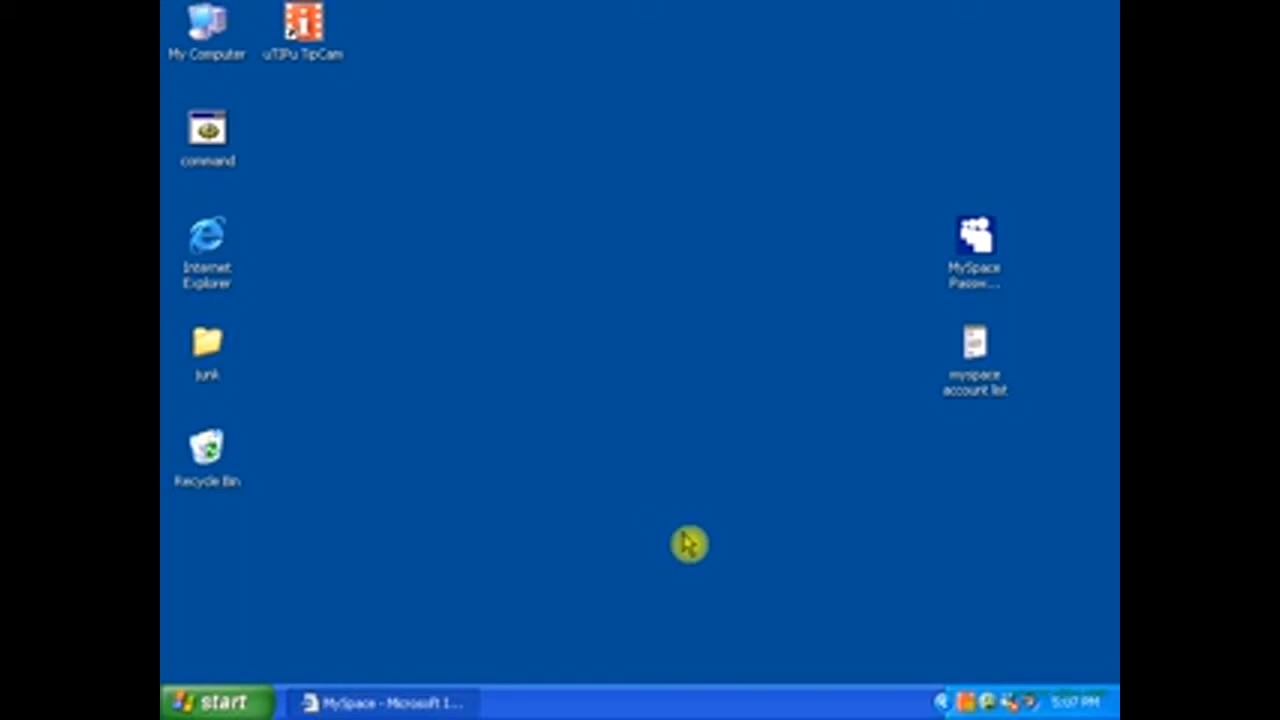 My Computer
uTIPu TipCam
command
Internet
Explorer
MySpace
Passw...
junk
myspace
account list
Recycle Bin
start
MySpace - Microsoft I...
5:07 PM